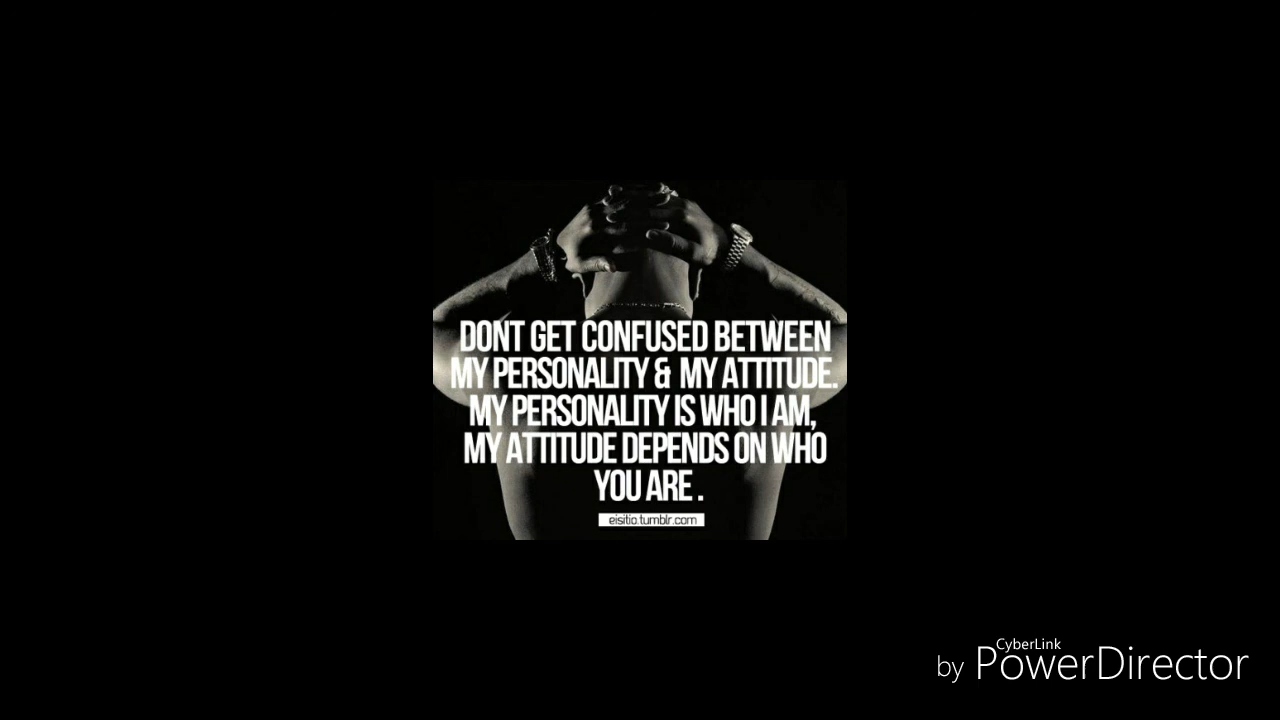 DONT GET CONFUSED BETWEEN
MY PERSONALITY & MY ATTITUDE.
MY PERSONALITY IS WHO I AM,
MY ATTITUDE DEPENDS ON WHO
YOU ARE .
eisitio.tumblr.com
CyberLink
by PowerDirector